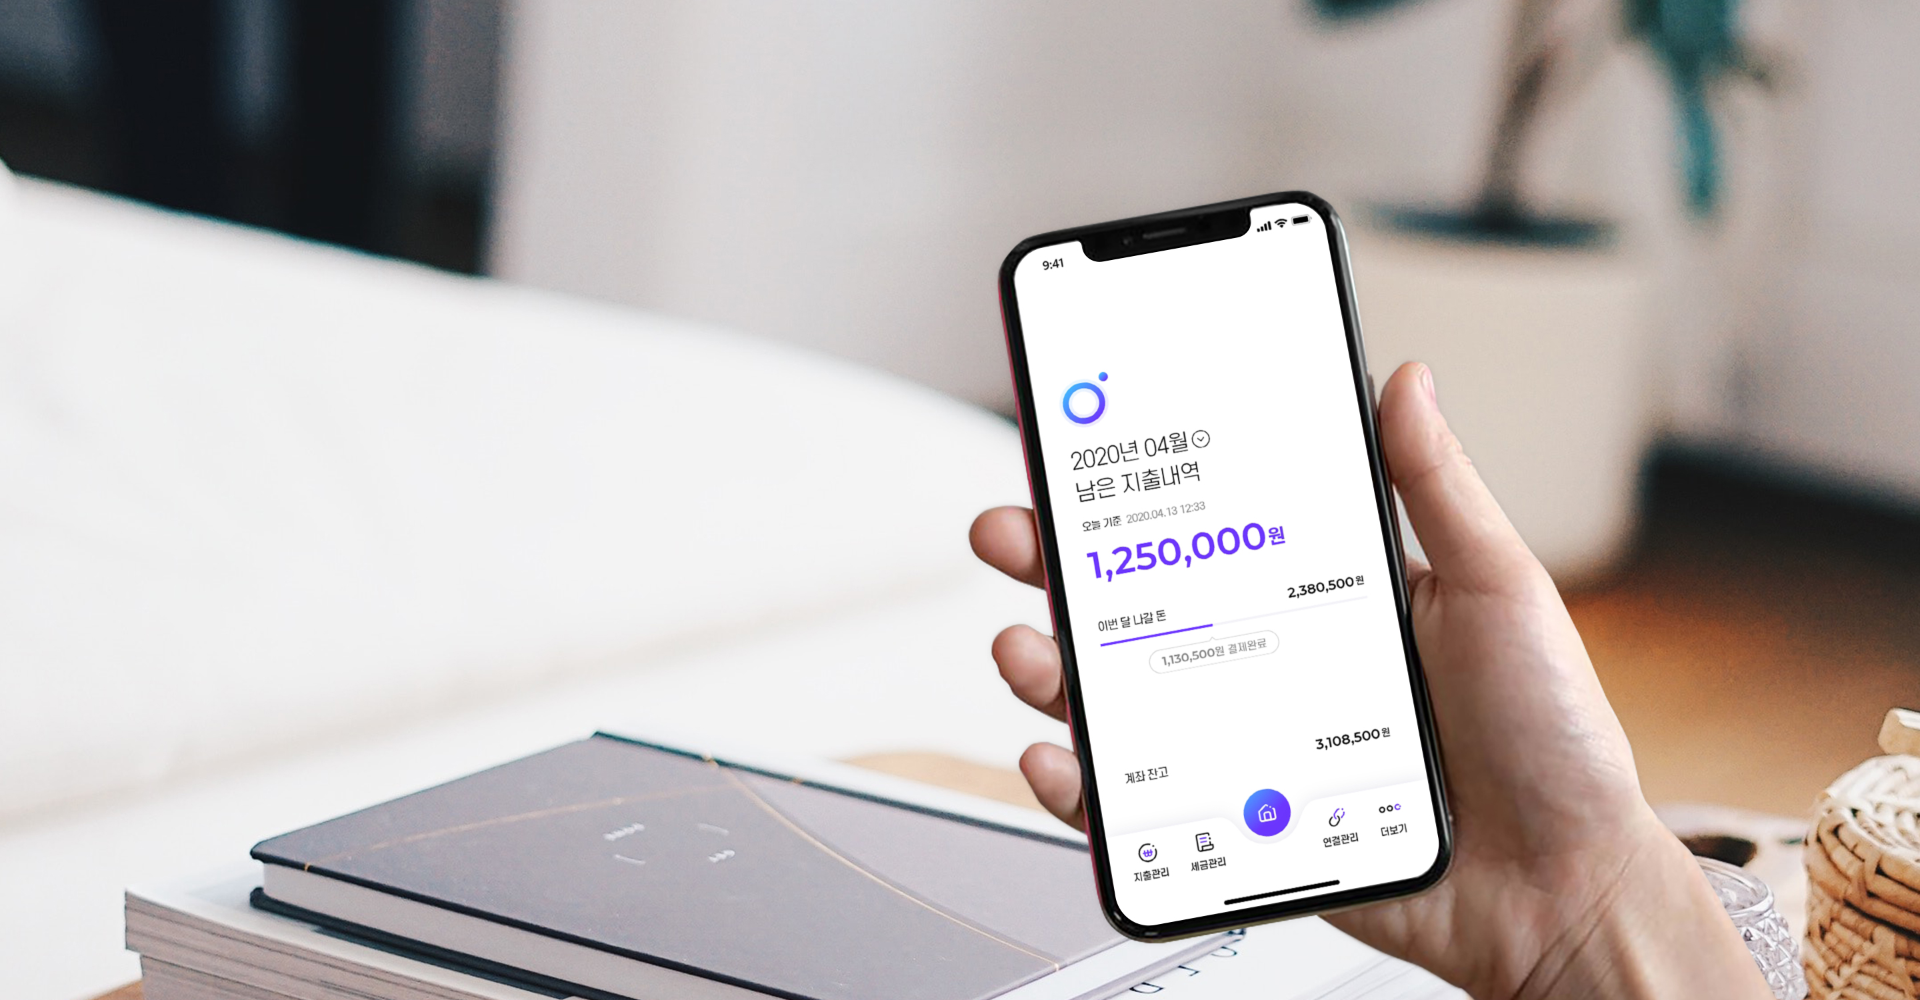 9:41
2020년 04월
남은 지출내역
오늘 기준 2020.04.13 12:33
1,250,000원
이번 달 나갈 돈 2,380,500원
1,130,500원 결제완료
계좌 잔고 3,108,500원
지출관리 세금관리 연결관리 더보기